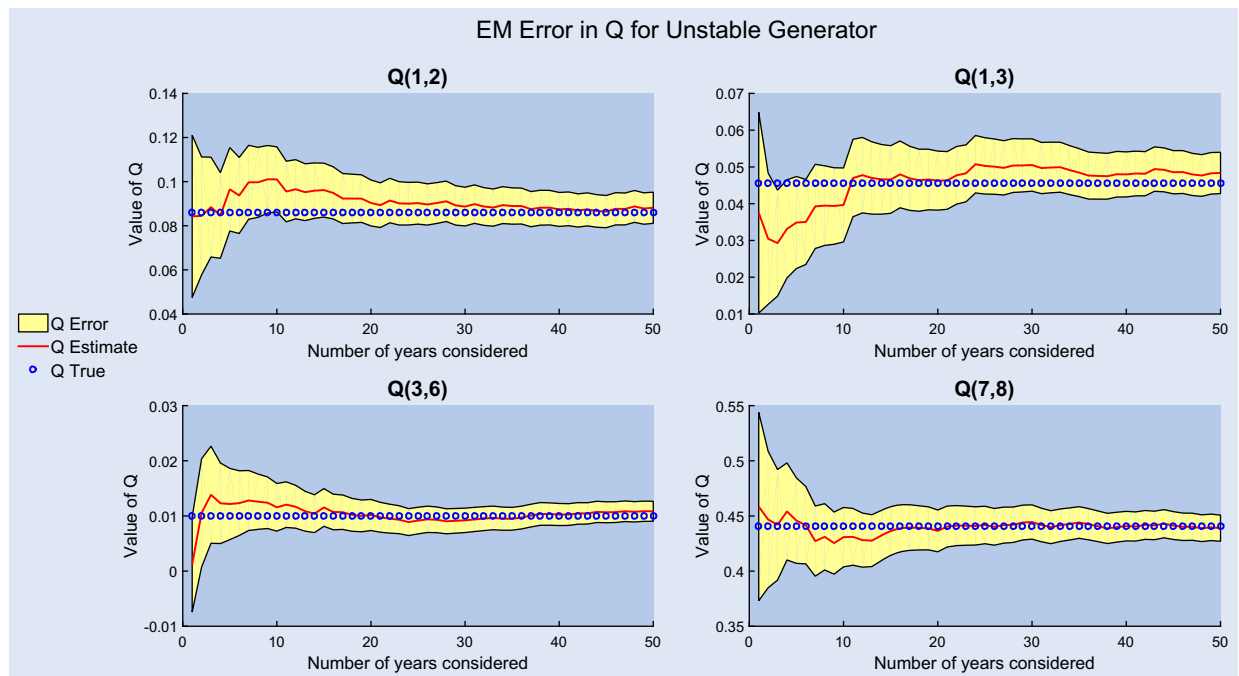 EM Error in Q for Unstable Generator
Q(1,2)
Value of Q
0.14
0.12
0.1
0.08
0.06
0.04
0 10 20 30 40 50
Number of years considered
Q(1,3)
Value of Q
0.07
0.06
0.05
0.04
0.03
0.02
0.01
0 10 20 30 40 50
Number of years considered
Q Error
Q Estimate
Q True
Q(3,6)
Value of Q
0.03
0.02
0.01
0
-0.01
0 10 20 30 40 50
Number of years considered
Q(7,8)
Value of Q
0.55
0.5
0.45
0.4
0.35
0 10 20 30 40 50
Number of years considered